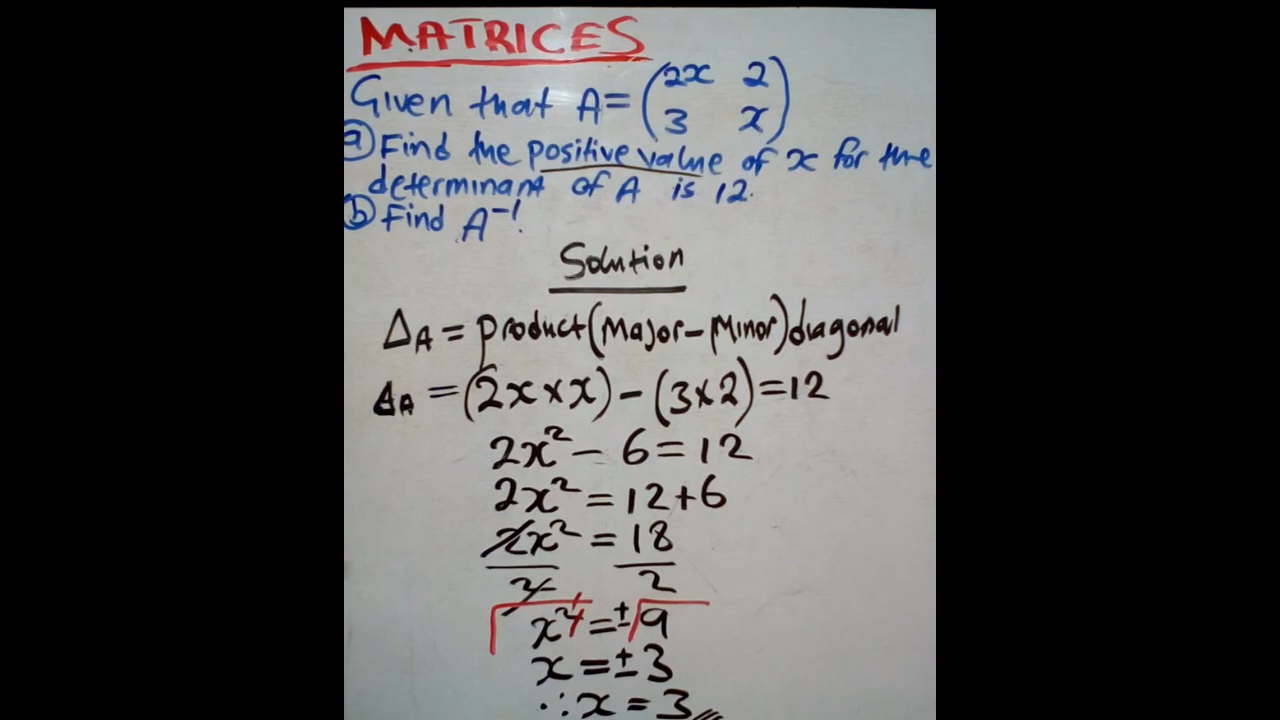 MATRICES
Given that A = (2x 2
3 x)
a) Find the positive value of x for the
determinant of A is 12.
b) Find A⁻¹.
Solution
ΔA = product (Major - Minor) diagonal
ΔA = (2x × x) - (3×2) = 12
2x² - 6 = 12
2x² = 12 + 6
2x² = 18
2 2
x² = ±√9
x = ±3
∴ x = 3